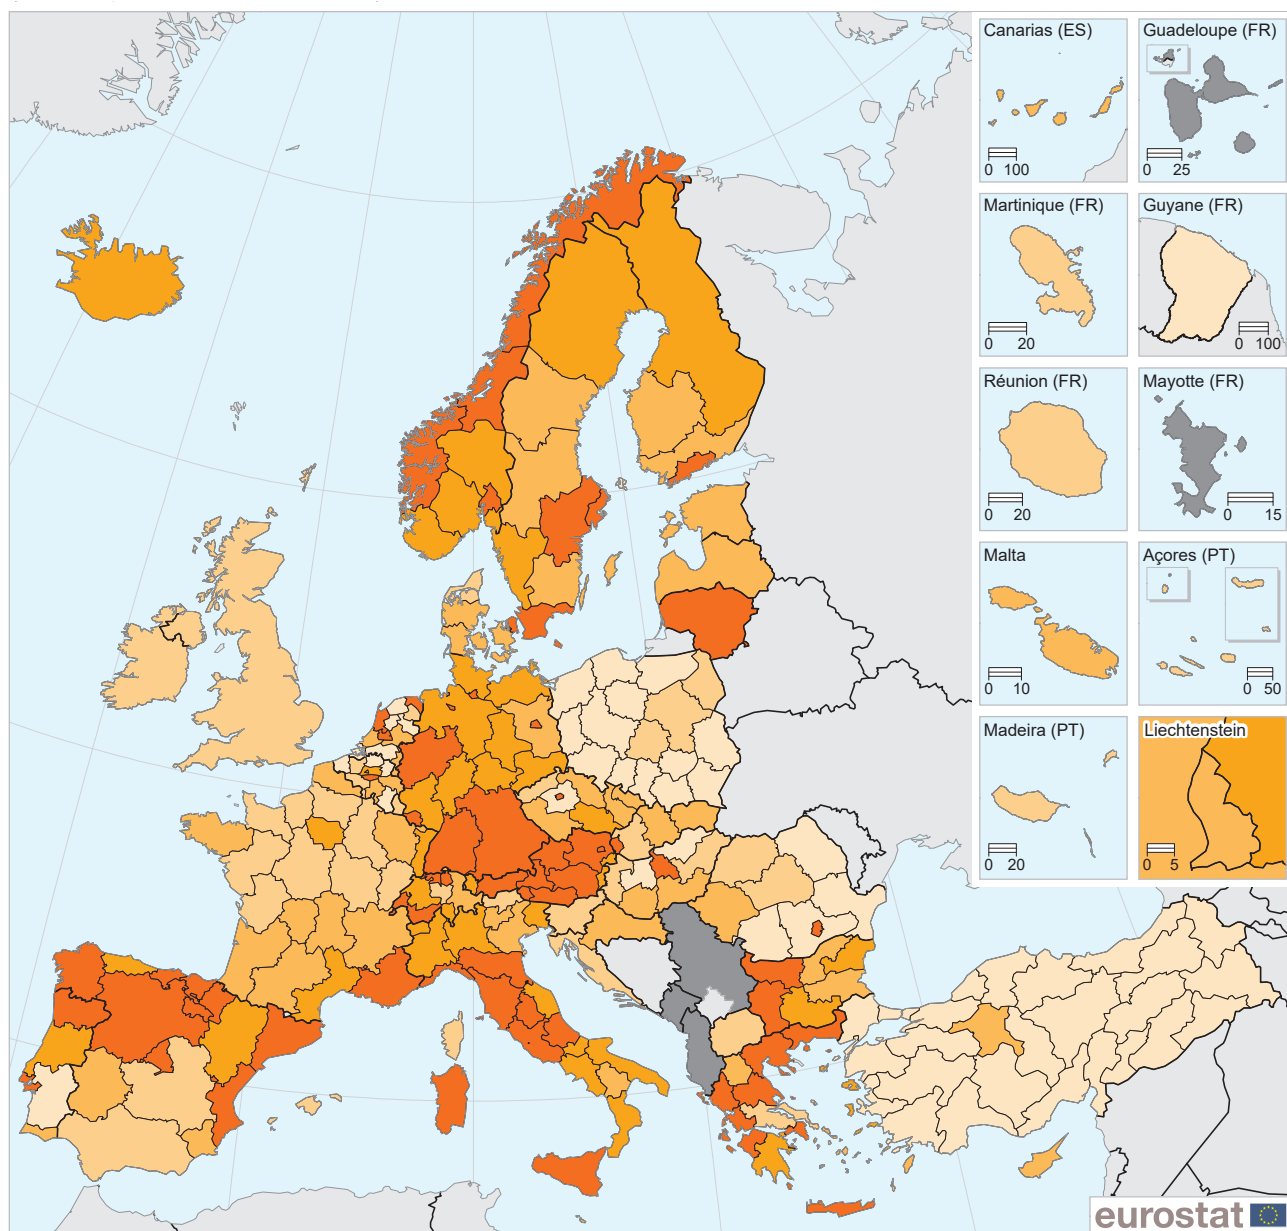 Canarias (ES)
0 100
Guadeloupe (FR)
0 25
Martinique (FR)
0 20
Guyane (FR)
0 100
Réunion (FR)
0 20
Mayotte (FR)
0 15
Malta
0 10
Açores (PT)
0 50
Madeira (PT)
0 20
Liechtenstein
0 5
eurostat